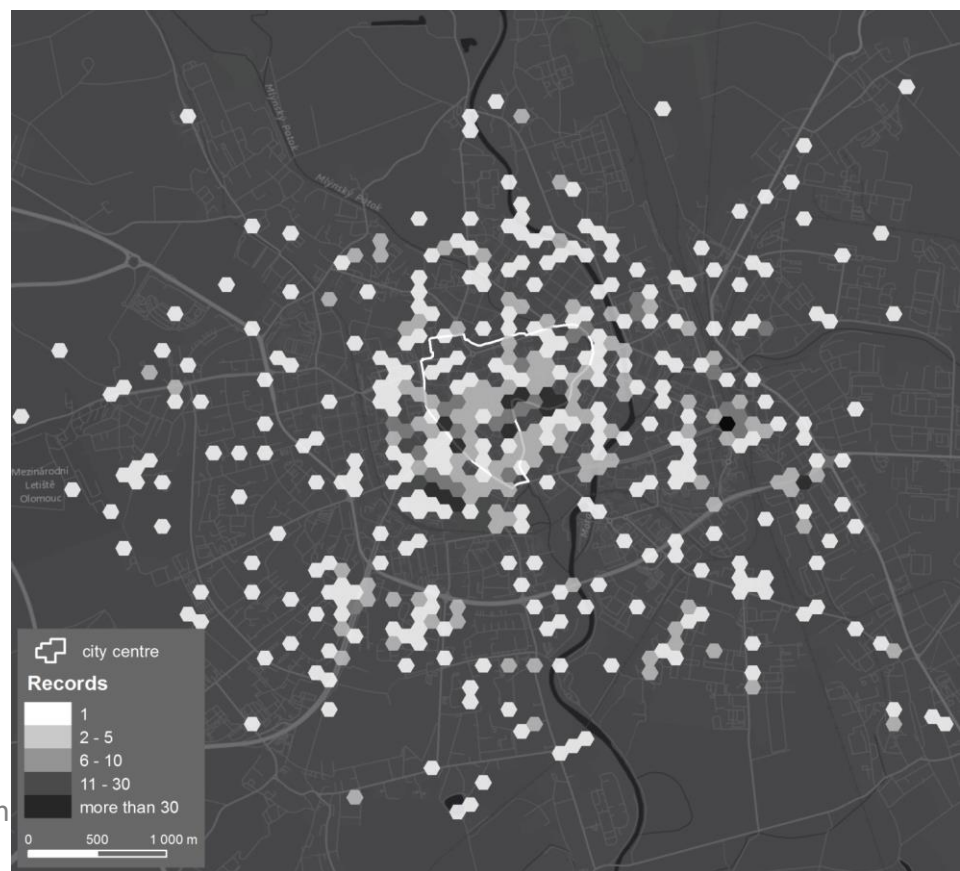 Mlýnský Potok
Mlýnský Potok
Mezinárodní
Letiště
Olomouc
city centre
Records
1
2 - 5
6 - 10
11 - 30
more than 30
0 500 1 000 m